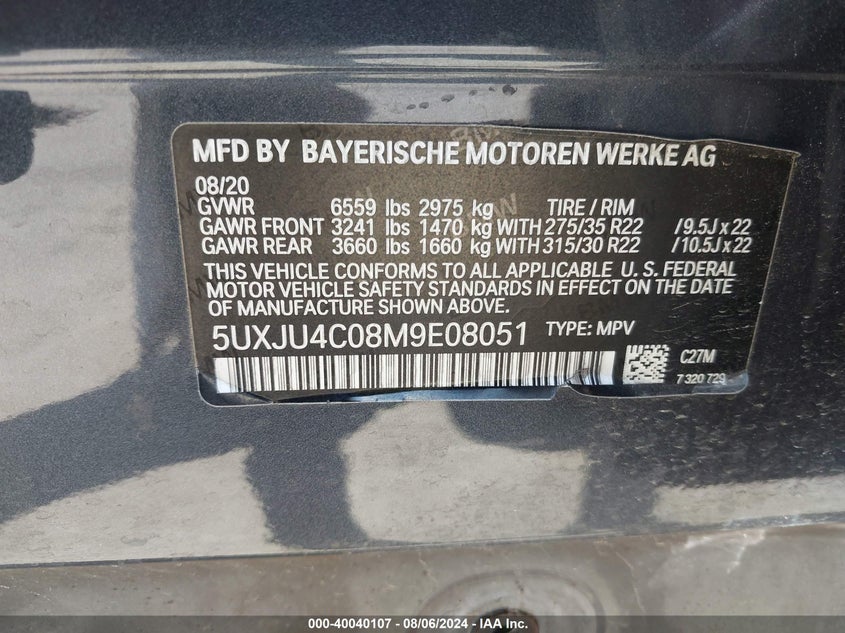 MFD BY BAYERISCHE MOTOREN WERKE AG
08/20
GVWR 6559 lbs 2975 kg TIRE / RIM
GAWR FRONT 3241 lbs 1470 kg WITH 275/35 R22 / 9.5J x 22
GAWR REAR 3660 lbs 1660 kg WITH 315/30 R22 / 10.5J x 22
THIS VEHICLE CONFORMS TO ALL APPLICABLE U. S. FEDERAL
MOTOR VEHICLE SAFETY STANDARDS IN EFFECT ON THE DATE
OF MANUFACTURE SHOWN ABOVE.
5UXJU4C08M9E08051 TYPE: MPV
C27M
7 320 729
000-40040107 - 08/06/2024 - IAA Inc.